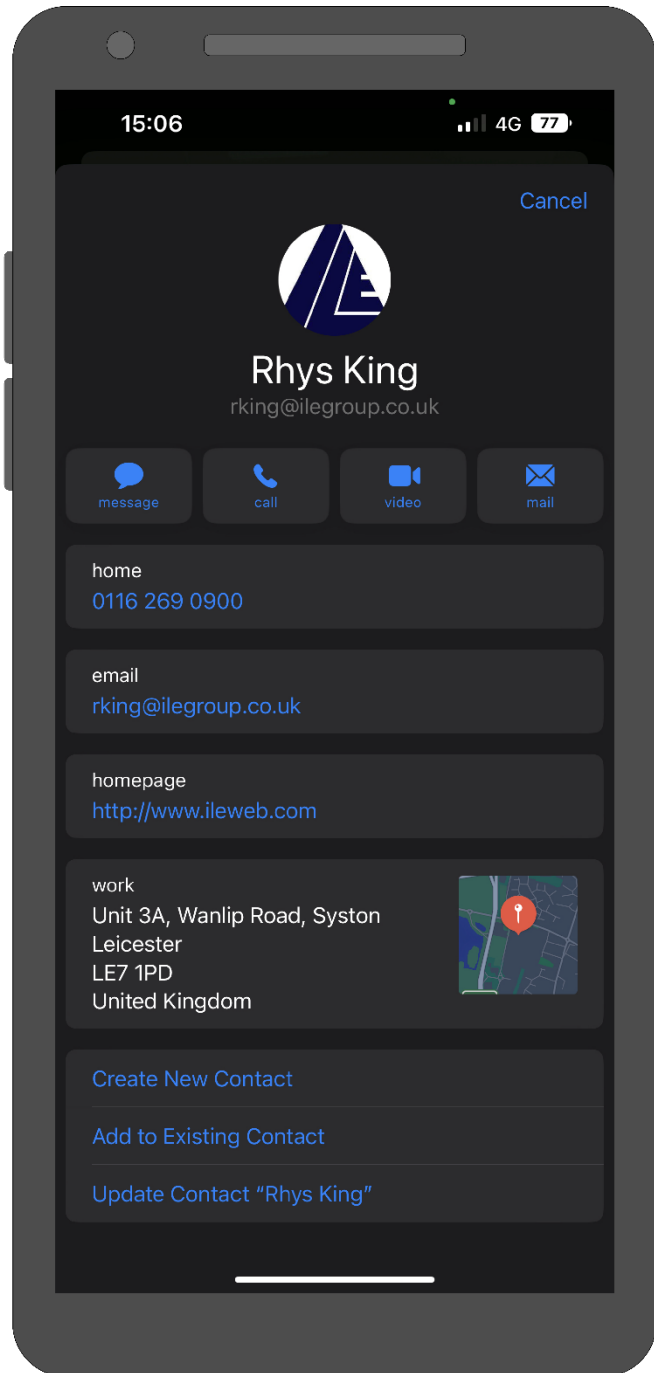 15:06
4G 77
Cancel
ILE
Rhys King
rking@ilegroup.co.uk
message call video mail
home
0116 269 0900
email
rking@ilegroup.co.uk
homepage
http://www.ileweb.com
work
Unit 3A, Wanlip Road, Syston
Leicester
LE7 1PD
United Kingdom
Create New Contact
Add to Existing Contact
Update Contact “Rhys King”